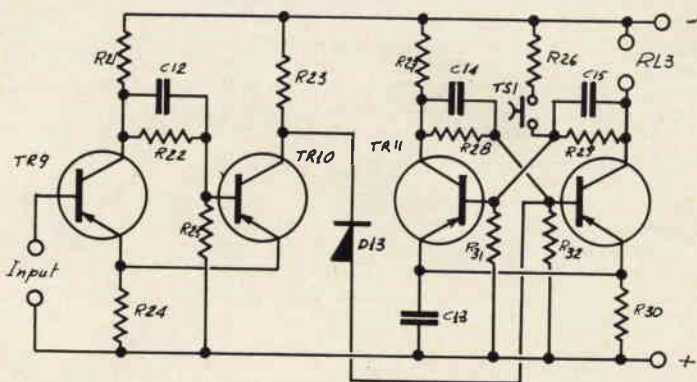 R21
C12
R22
R23
TR9
TR10
R25
Input
R24
D13
R27
C14
R28
TR11
TS1
R26
C15
R29
RL3
R31
R32
C13
R30
-
+